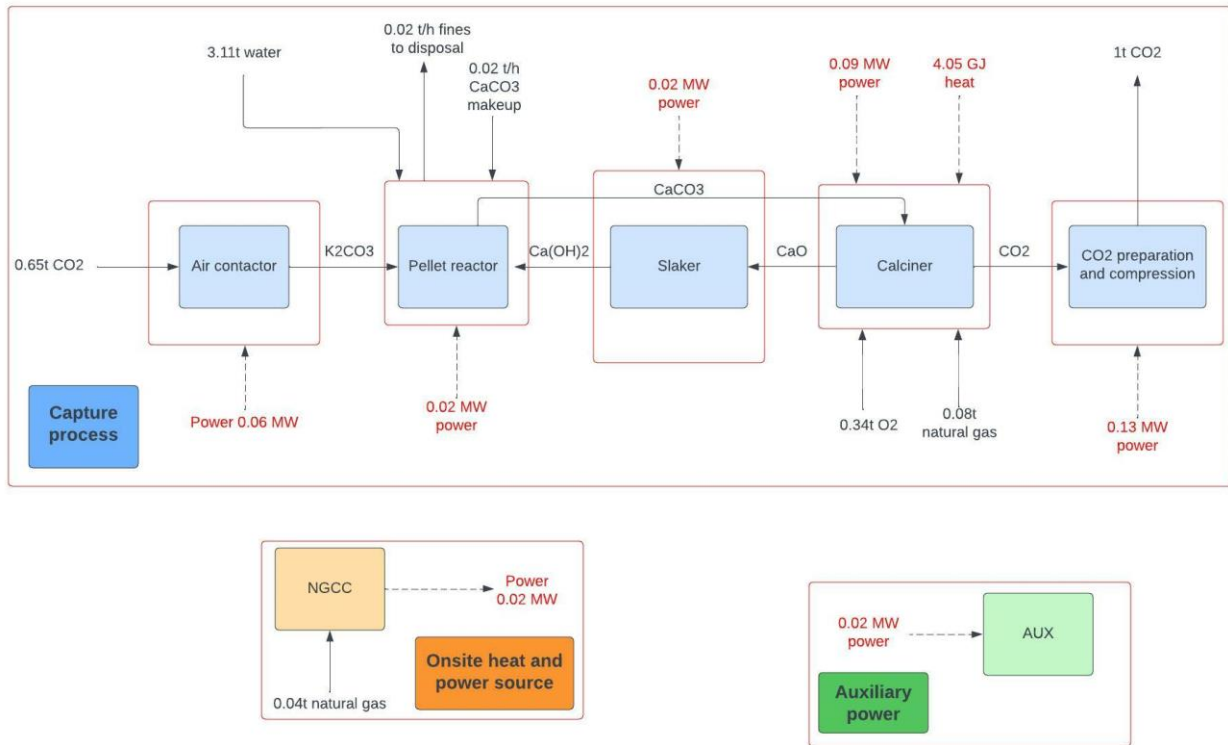 3.11t water
0.02 t/h fines
to disposal
0.02 t/h
CaCO3
makeup
0.02 MW
power
0.09 MW
power
4.05 GJ
heat
1t CO2
0.65t CO2
Air contactor
K2CO3
Pellet reactor
CaCO3
Ca(OH)2
Slaker
CaO
Calciner
CO2
CO2 preparation
and compression
Capture
process
Power 0.06 MW
0.02 MW
power
0.34t O2
0.08t
natural gas
0.13 MW
power
NGCC
Power
0.02 MW
0.04t natural gas
Onsite heat and
power source
0.02 MW
power
AUX
Auxiliary
power